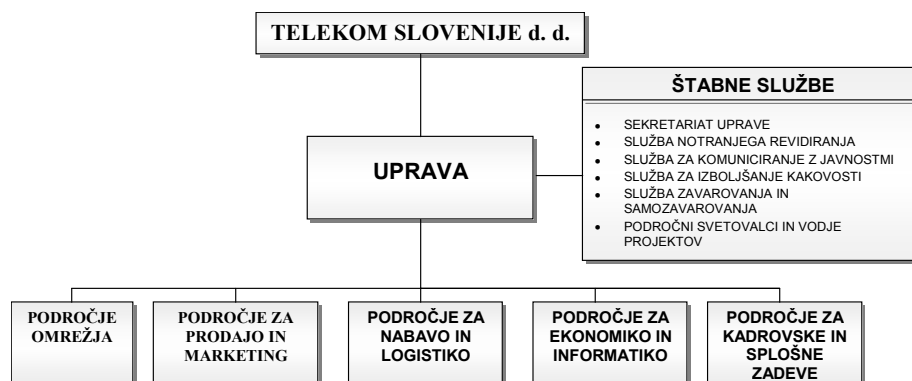 TELEKOM SLOVENIJE d. d.
ŠTABNE SLUŽBE
• SEKRETARIAT UPRAVE
• SLUŽBA NOTRANJEGA REVIDIRANJA
• SLUŽBA ZA KOMUNICIRANJE Z JAVNOSTMI
• SLUŽBA ZA IZBOLJŠANJE KAKOVOSTI
• SLUŽBA ZAVAROVANJA IN
SAMOZAVAROVANJA
• PODROČNI SVETOVALCI IN VODJE
PROJEKTOV
UPRAVA
PODROČJE
OMREŽJA
PODROČJE ZA
PRODAJO IN
MARKETING
PODROČJE ZA
NABAVO IN
LOGISTIKO
PODROČJE ZA
EKONOMIKO IN
INFORMATIKO
PODROČJE ZA
KADROVSKE IN
SPLOŠNE
ZADEVE